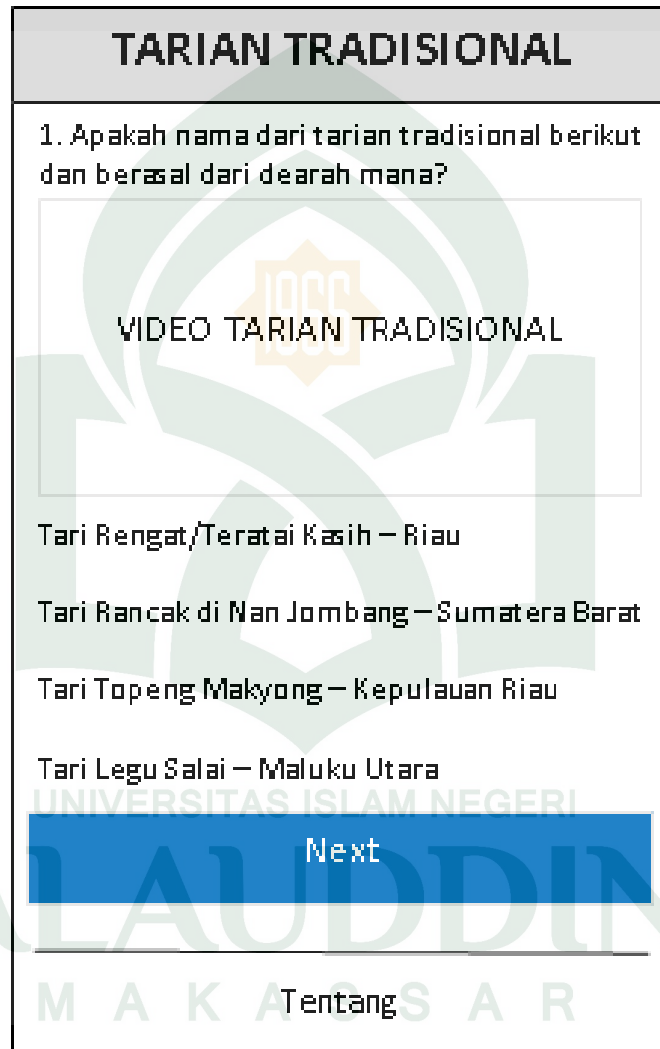 TARIAN TRADISIONAL
1. Apakah nama dari tarian tradisional berikut
dan berasal dari dearah mana?
1965
VIDEO TARIAN TRADISIONAL
Tari Rengat/Teratai Kasih – Riau
Tari Rancak di Nan Jombang – Sumatera Barat
Tari Topeng Makyong – Kepulauan Riau
Tari Legu Salai – Maluku Utara
UNIVERSITAS ISLAM NEGERI
Next
ALAUDDIN
Tentang
MAKASSAR